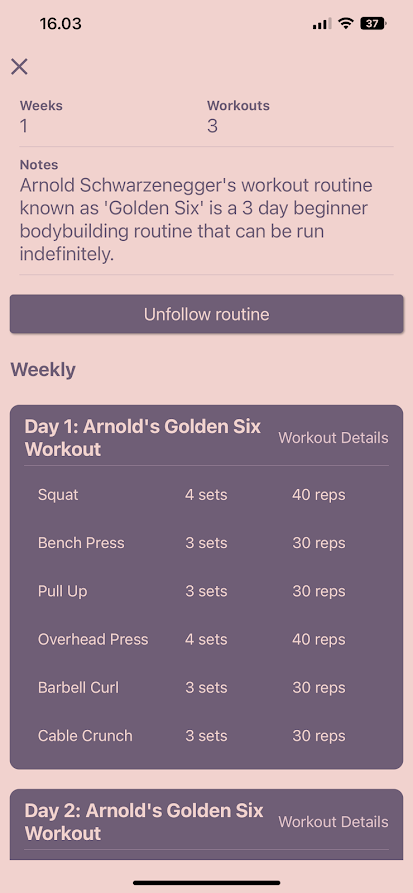 16.03
37
Weeks
Workouts
1
3
Notes
Arnold Schwarzenegger's workout routine
known as 'Golden Six' is a 3 day beginner
bodybuilding routine that can be run
indefinitely.
Unfollow routine
Weekly
Day 1: Arnold's Golden Six
Workout
Workout Details
Squat 4 sets 40 reps
Bench Press 3 sets 30 reps
Pull Up 3 sets 30 reps
Overhead Press 4 sets 40 reps
Barbell Curl 3 sets 30 reps
Cable Crunch 3 sets 30 reps
Day 2: Arnold's Golden Six
Workout
Workout Details